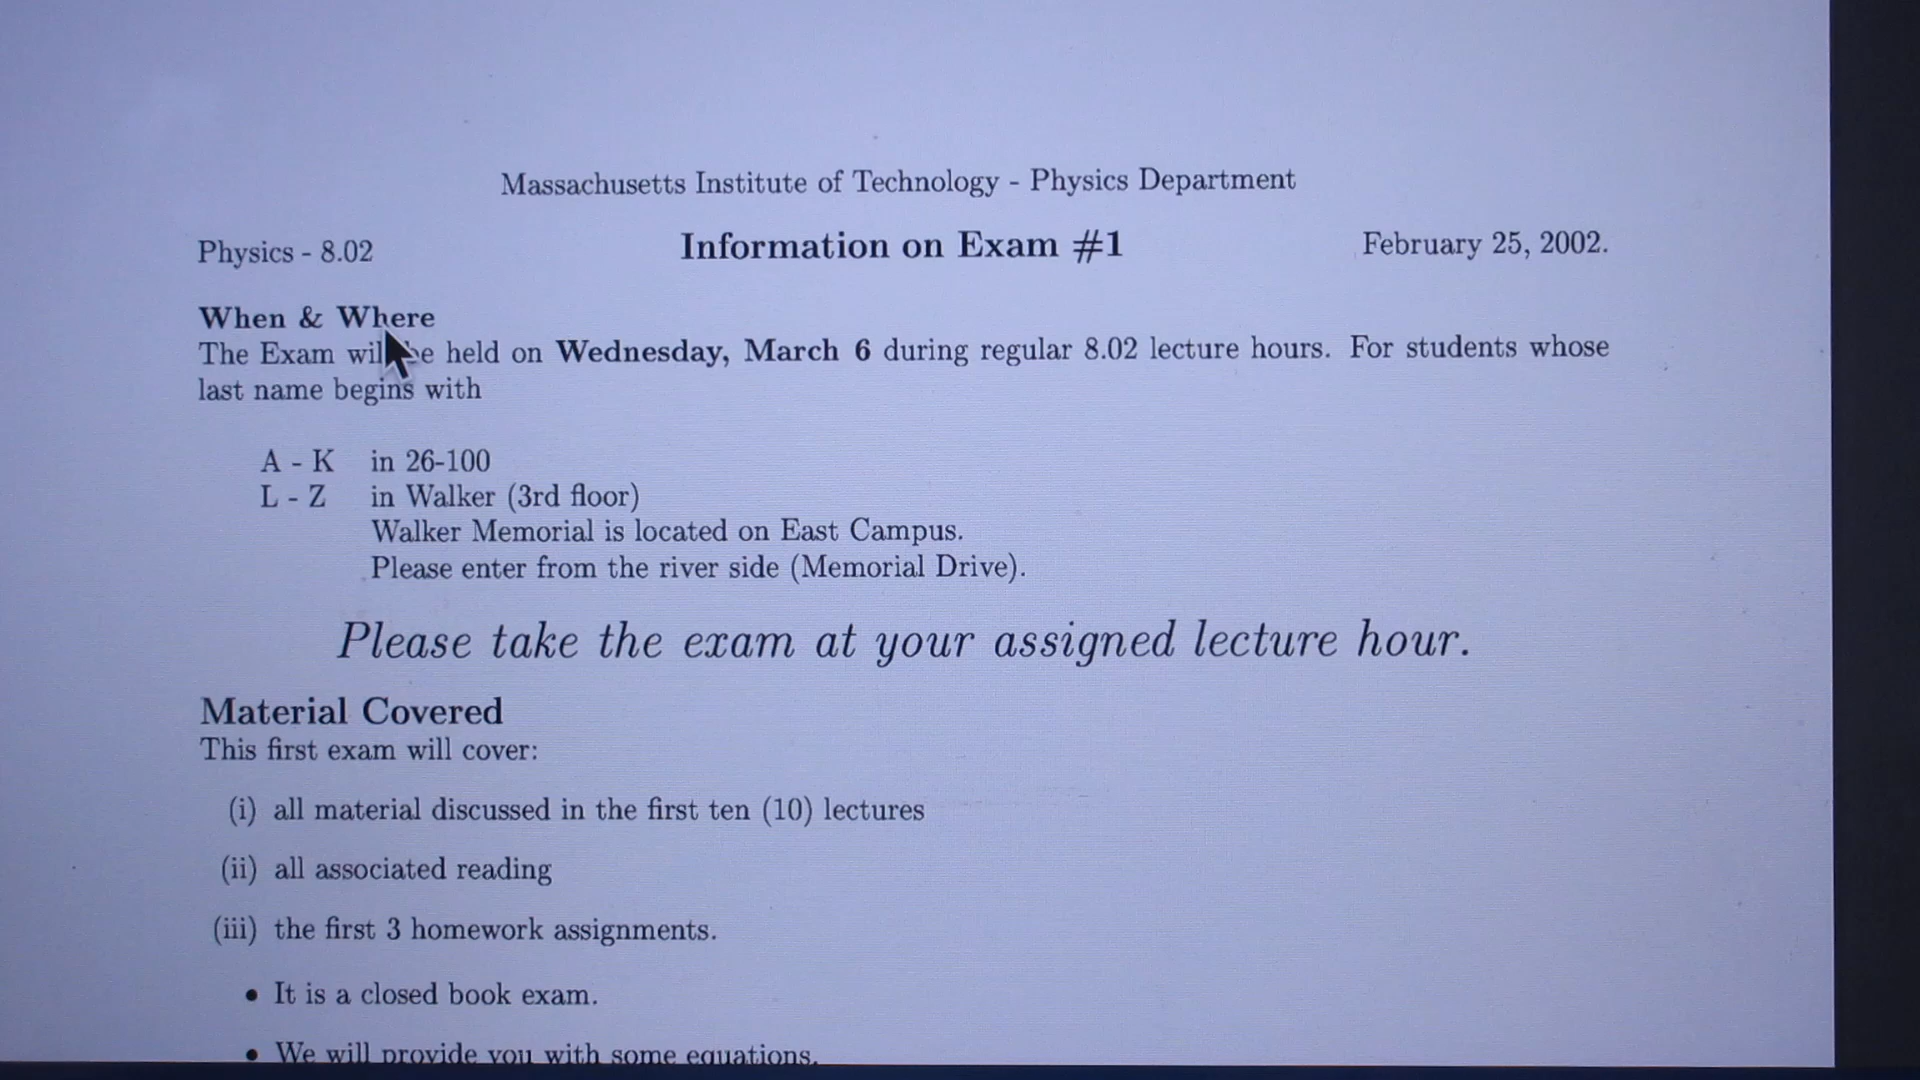 Massachusetts Institute of Technology - Physics Department
Physics - 8.02 Information on Exam #1 February 25, 2002.
When & Where
The Exam will be held on Wednesday, March 6 during regular 8.02 lecture hours. For students whose
last name begins with
A - K in 26-100
L - Z in Walker (3rd floor)
Walker Memorial is located on East Campus.
Please enter from the river side (Memorial Drive).
Please take the exam at your assigned lecture hour.
Material Covered
This first exam will cover:
(i) all material discussed in the first ten (10) lectures
(ii) all associated reading
(iii) the first 3 homework assignments.
• It is a closed book exam.
• We will provide you with some equations.